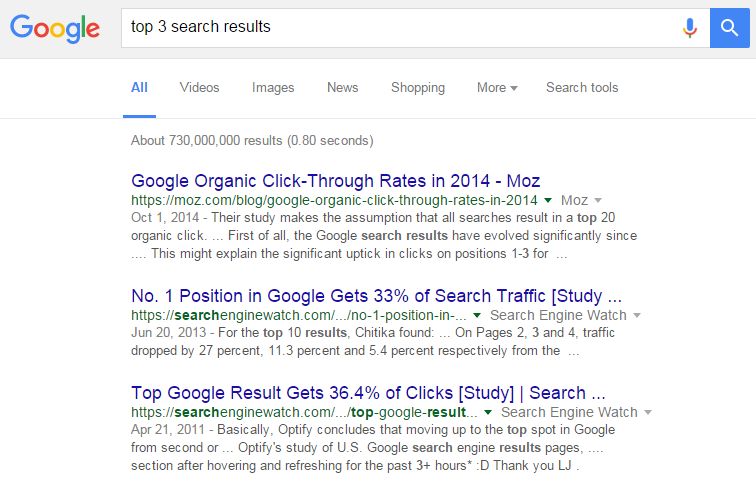 Google
top 3 search results
All Videos Images News Shopping More Search tools
About 730,000,000 results (0.80 seconds)
Google Organic Click-Through Rates in 2014 - Moz
https://moz.com/blog/google-organic-click-through-rates-in-2014 Moz
Oct 1, 2014 - Their study makes the assumption that all searches result in a top 20
organic click. ... First of all, the Google search results have evolved significantly since
.... This might explain the significant uptick in clicks on positions 1-3 for ...
No. 1 Position in Google Gets 33% of Search Traffic [Study ...
https://searchenginewatch.com/.../no-1-position-in-... Search Engine Watch
Jun 20, 2013 - For the top 10 results, Chitika found: ... On Pages 2, 3 and 4, traffic
dropped by 27 percent, 11.3 percent and 5.4 percent respectively from the ...
Top Google Result Gets 36.4% of Clicks [Study] | Search ...
https://searchenginewatch.com/.../top-google-result... Search Engine Watch
Apr 21, 2011 - Basically, Optify concludes that moving up to the top spot in Google
from second or ... Optify's study of U.S. Google search engine results pages, ....
section after hovering and refreshing for the past 3+ hours* :D Thank you LJ .